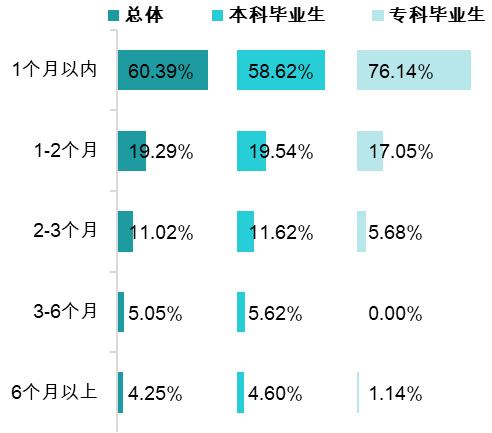 总体 本科毕业生 专科毕业生
1个月以内 60.39% 58.62% 76.14%
1-2个月 19.29% 19.54% 17.05%
2-3个月 11.02% 11.62% 5.68%
3-6个月 5.05% 5.62% 0.00%
6个月以上 4.25% 4.60% 1.14%